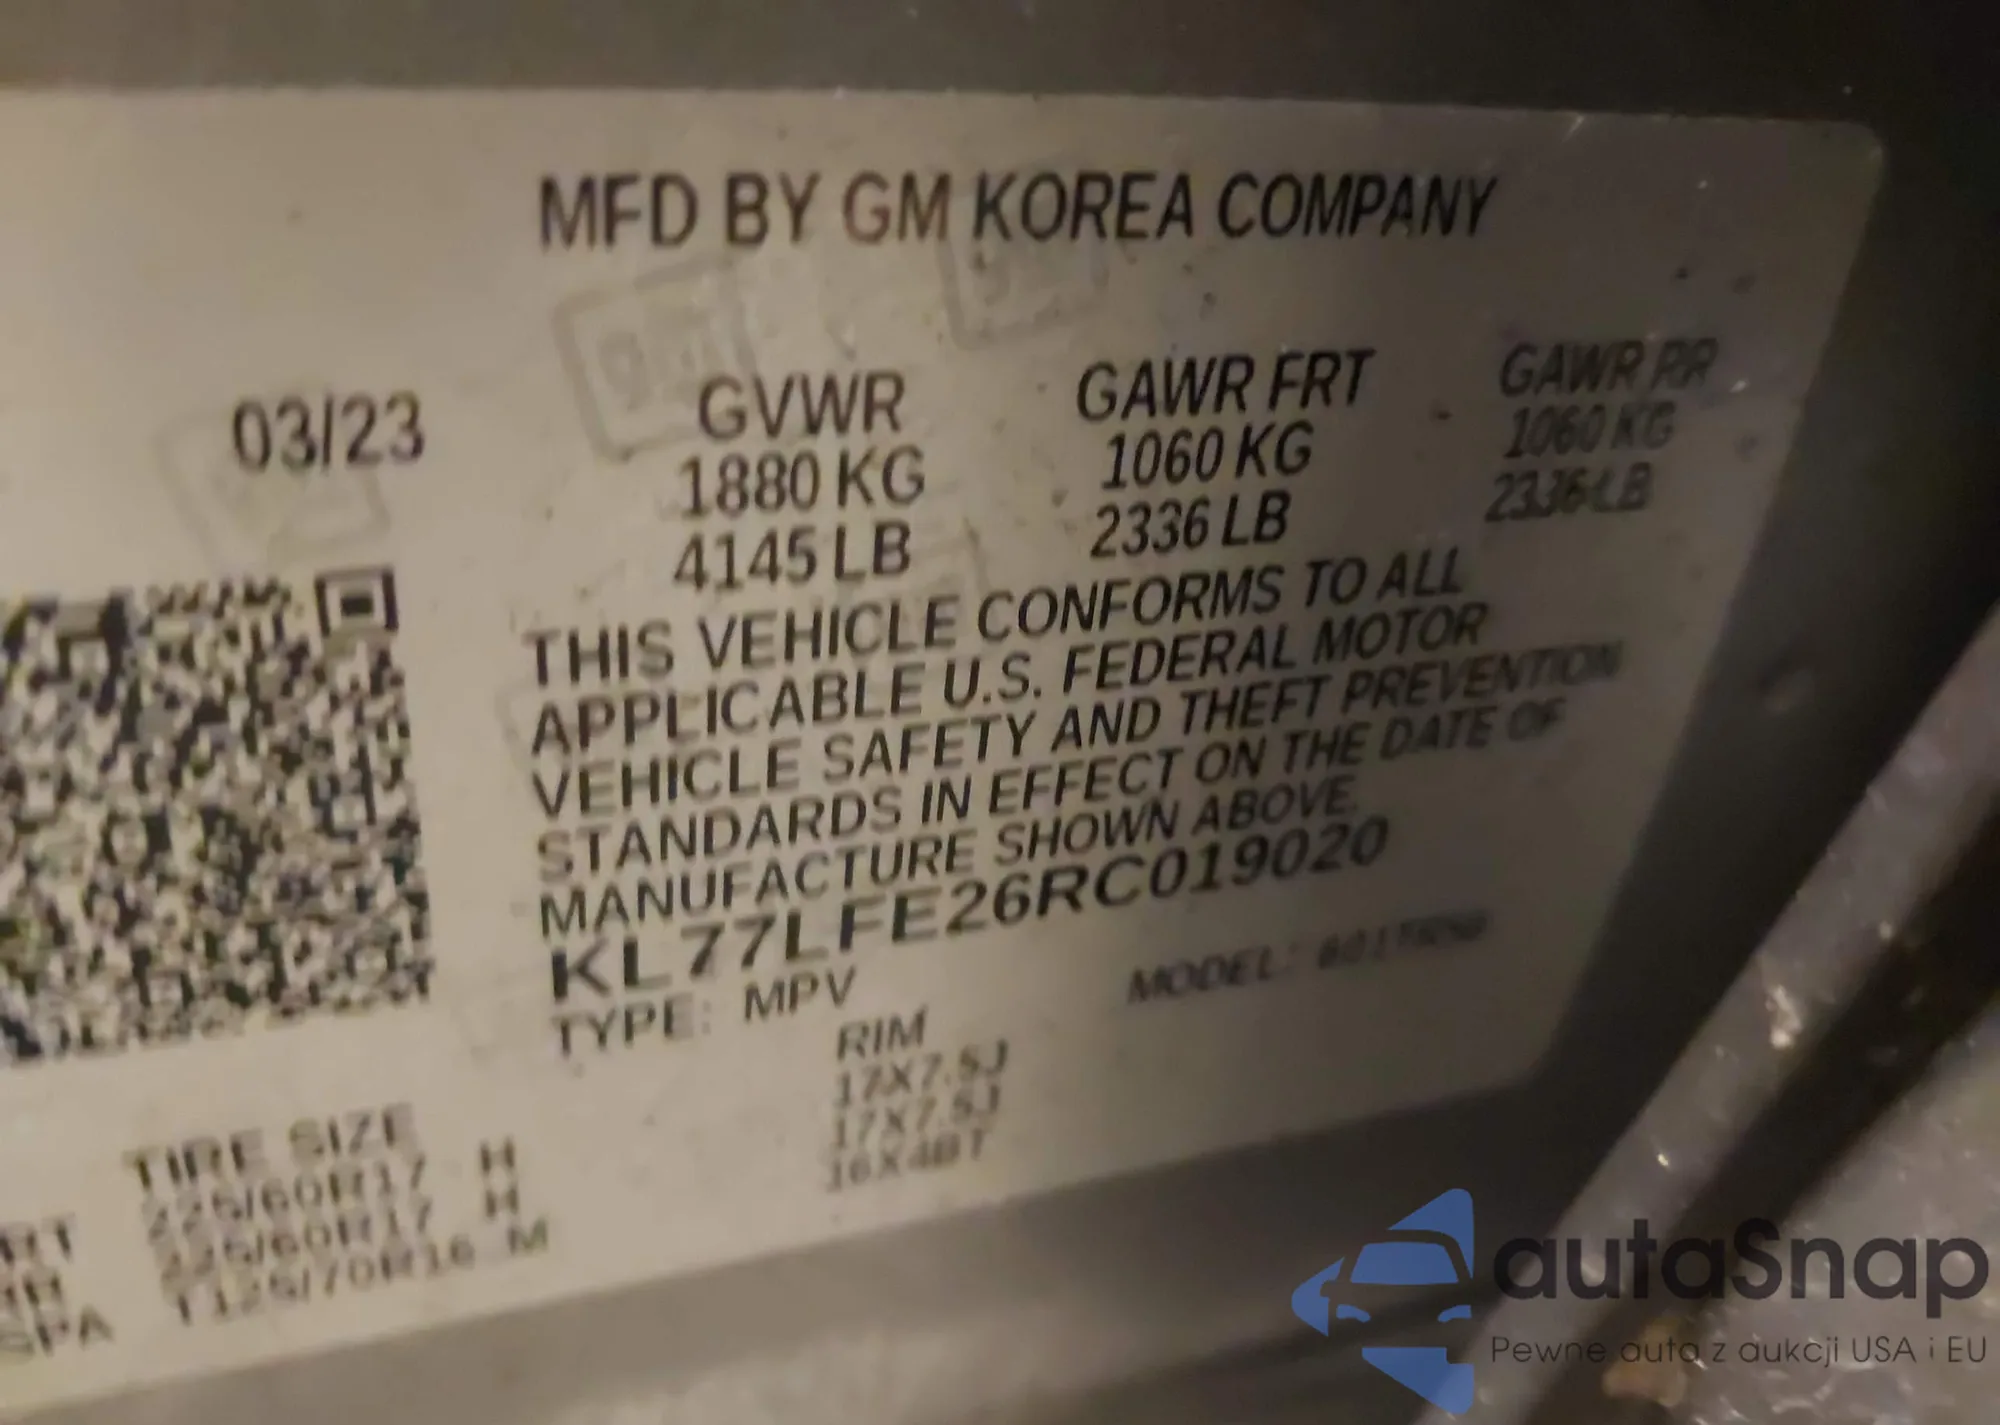 MFD BY GM KOREA COMPANY
03/23 GVWR GAWR FRT GAWR RR
1880 KG 1060 KG 1060 KG
4145 LB 2336 LB 2336 LB
THIS VEHICLE CONFORMS TO ALL
APPLICABLE U.S. FEDERAL MOTOR
VEHICLE SAFETY AND THEFT PREVENTION
STANDARDS IN EFFECT ON THE DATE OF
MANUFACTURE SHOWN ABOVE.
KL77LFE26RC019020
TYPE: MPV MODEL:
TIRE SIZE RIM
RT 225/60R17 H 17X7.5J
225/60R17 H 17X7.5J
SPA T125/70R16 M 16X4BT
autaSnap
Pewne auta z aukcji USA i EU